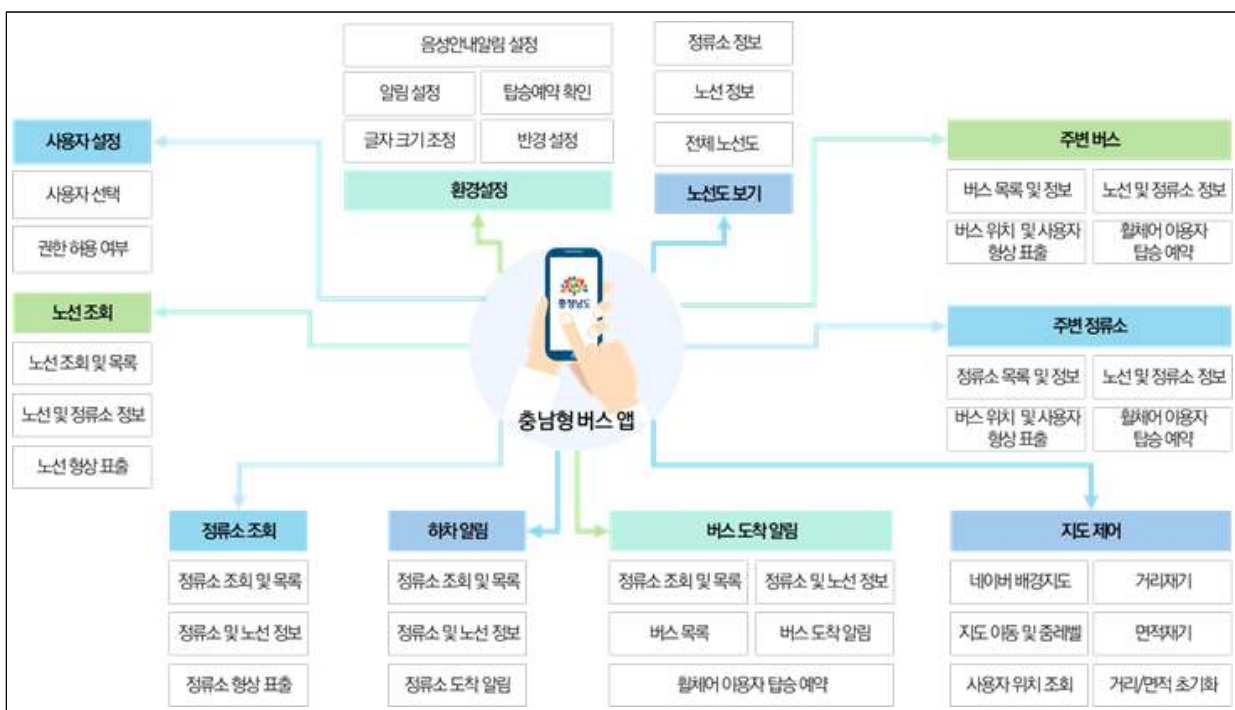 음성안내알림 설정
알림 설정
탑승예약 확인
글자 크기 조정
반경 설정
환경설정
정류소 정보
노선 정보
전체 노선도
노선도 보기
사용자 설정
사용자 선택
권한 허용 여부
노선 조회
노선 조회 및 목록
노선 및 정류소 정보
노선 형상 표출
주변 버스
버스 목록 및 정보
노선 및 정류소 정보
버스 위치 및 사용자
형상 표출
휠체어 이용자
탑승 예약
주변 정류소
정류소 목록 및 정보
노선 및 정류소 정보
버스 위치 및 사용자
형상 표출
휠체어 이용자
탑승 예약
충청남도
충남형 버스 앱
정류소 조회
정류소 조회 및 목록
정류소 및 노선 정보
정류소 형상 표출
하차 알림
정류소 조회 및 목록
정류소 및 노선 정보
정류소 도착 알림
버스 도착 알림
정류소 조회 및 목록
정류소 및 노선 정보
버스 목록
버스 도착 알림
휠체어 이용자 탑승 예약
지도 제어
네이버 배경지도
거리재기
지도 이동 및 줌레벨
면적재기
사용자 위치 조회
거리/면적 초기화